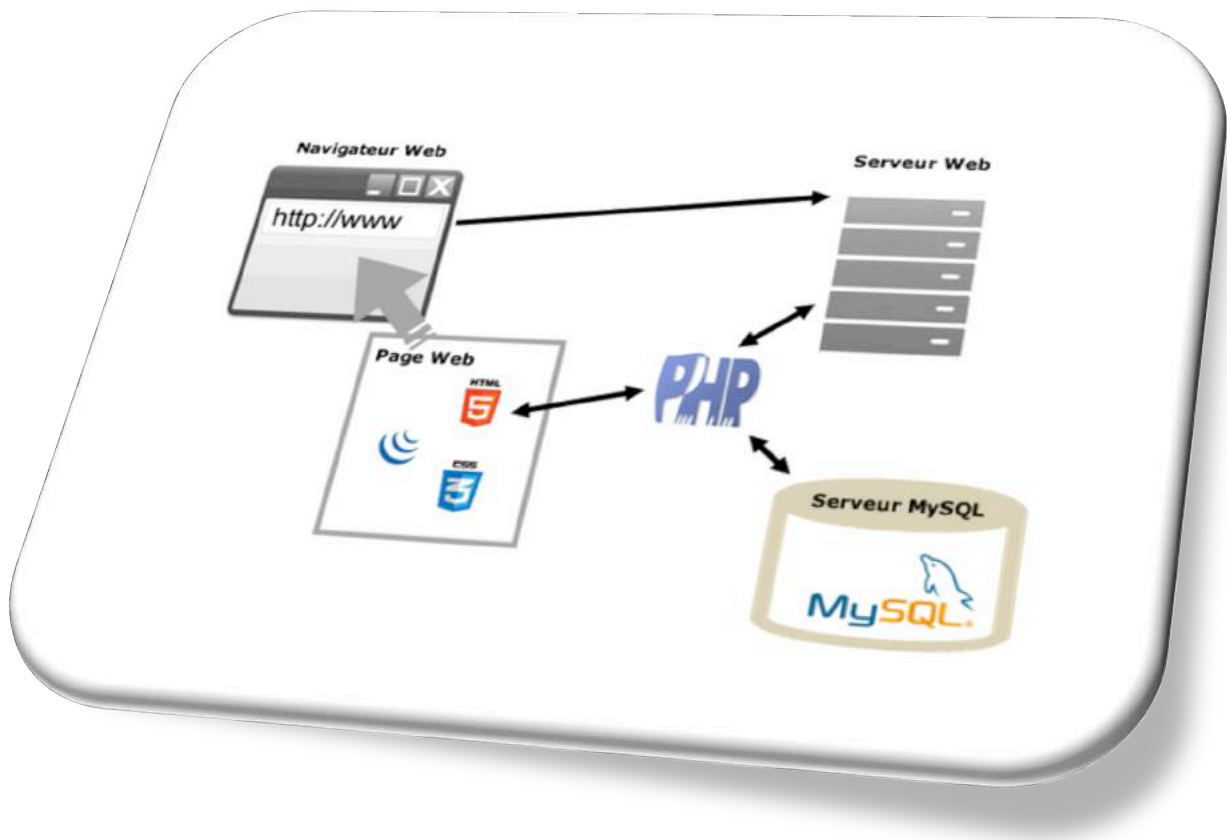 Navigateur Web
http://www
Serveur Web
Page Web
HTML
5
CSS
3
PHP
Serveur MySQL
MySQL